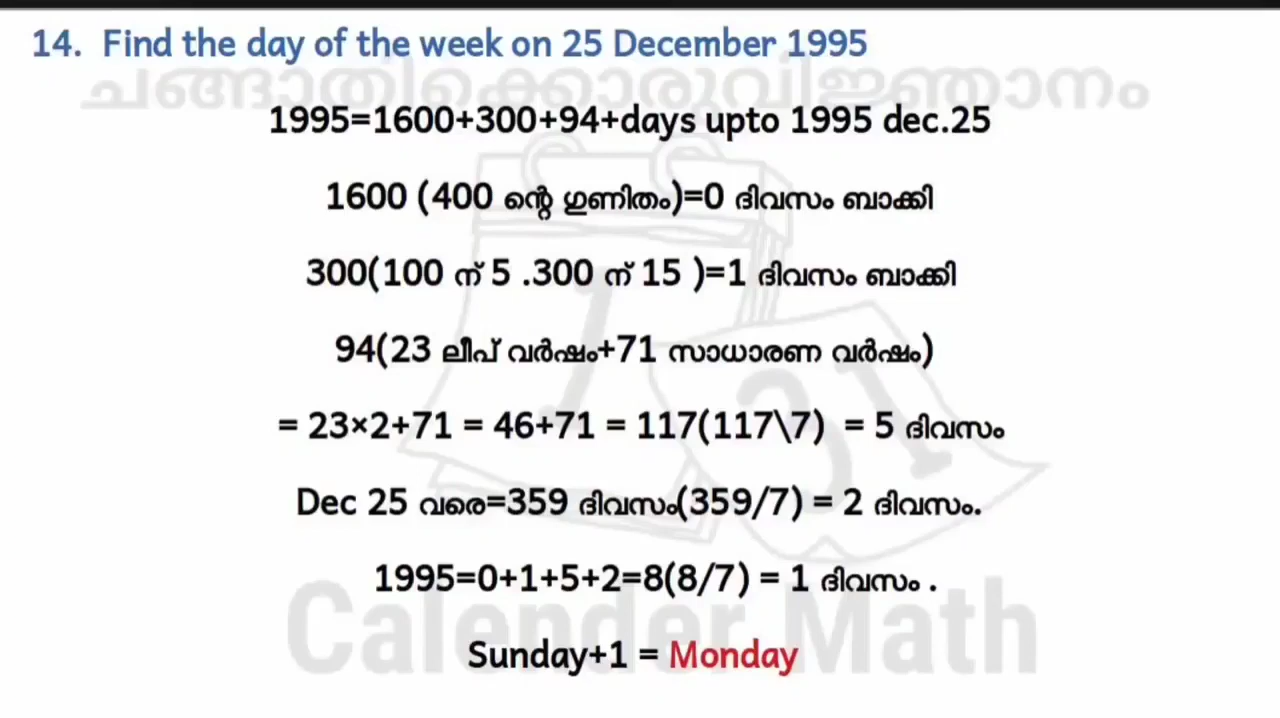 14. Find the day of the week on 25 December 1995
ചങ്ങാതിക്കൊരുവിജ്ഞാനം
1995=1600+300+94+days upto 1995 dec.25
1600 (400 ന്റെ ഗുണിതം)=0 ദിവസം ബാക്കി
300(100 ന് 5 .300 ന് 15 )=1 ദിവസം ബാക്കി
94(23 ലീപ് വർഷം+71 സാധാരണ വർഷം)
= 23×2+71 = 46+71 = 117(117\7) = 5 ദിവസം
Dec 25 വരെ=359 ദിവസം(359/7) = 2 ദിവസം.
1995=0+1+5+2=8(8/7) = 1 ദിവസം .
Calender Math
Sunday+1 = Monday
1
31